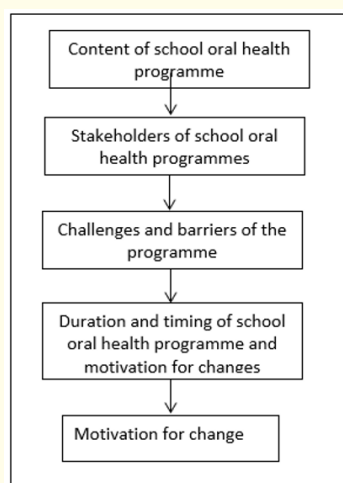 Content of school oral health
programme
Stakeholders of school oral
health programmes
Challenges and barriers of the
programme
Duration and timing of school
oral health programme and
motivation for changes
Motivation for change